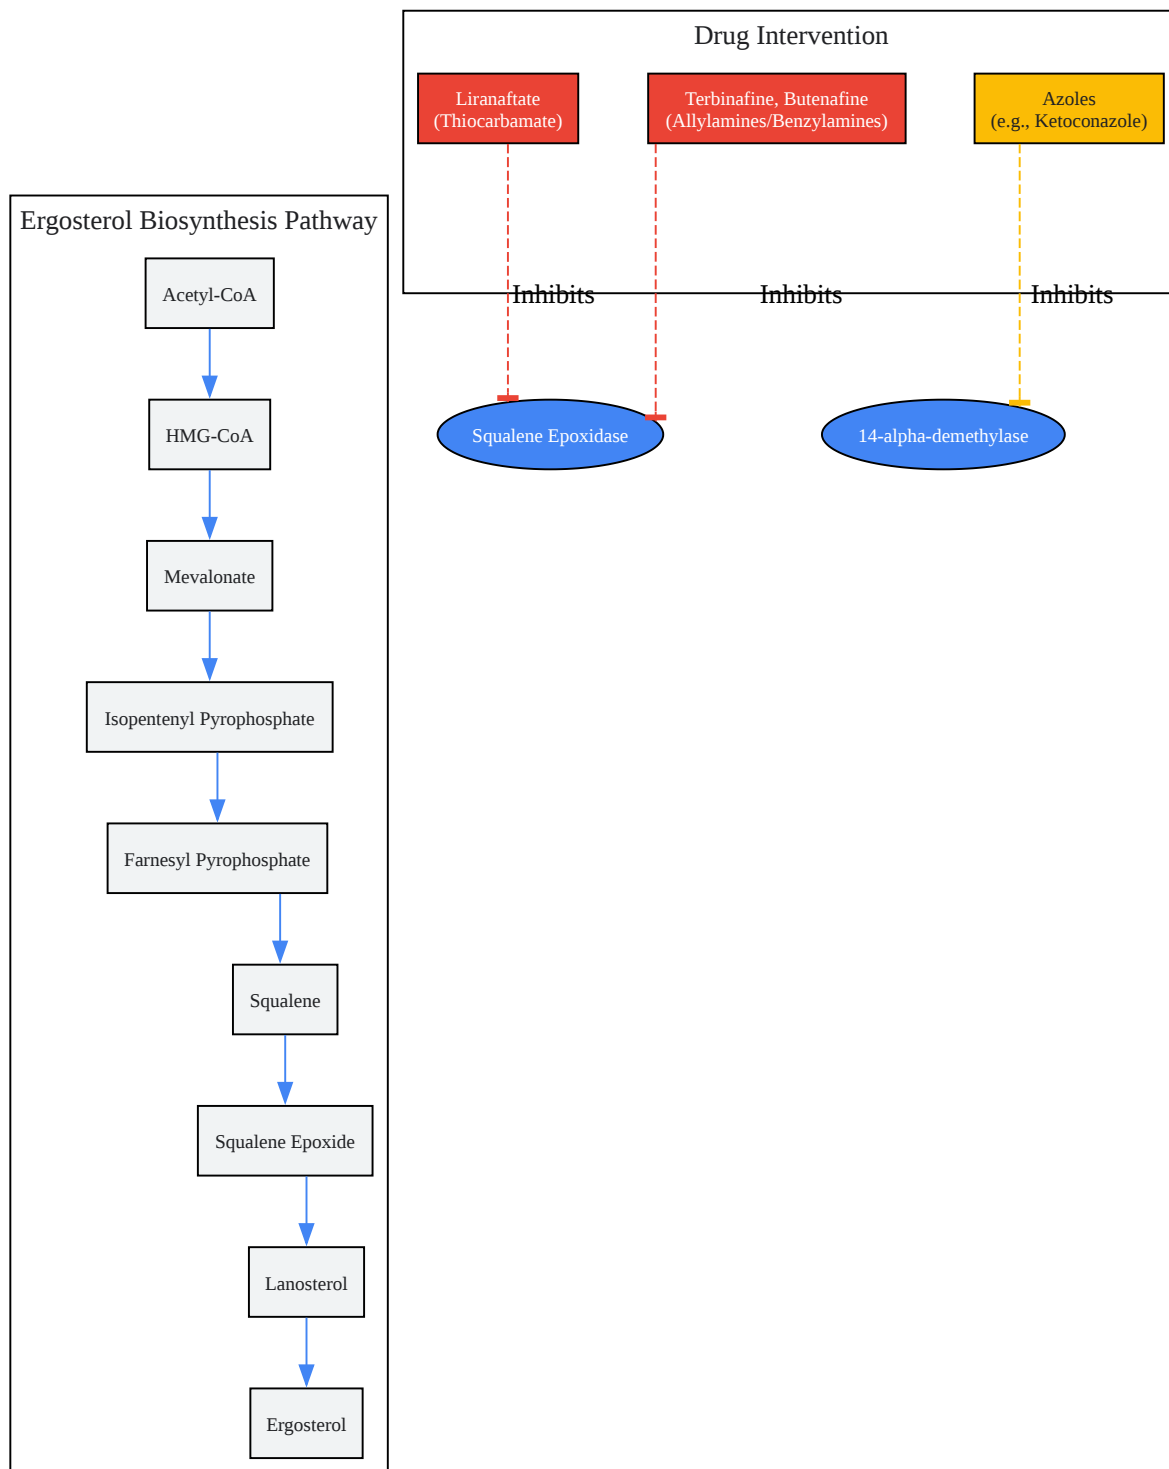 Drug Intervention
Liranaftate
(Thiocarbamate)
Terbinafine, Butenafine
(Allylamines/Benzylamines)
Azoles
(e.g., Ketoconazole)
Inhibits
Inhibits
Inhibits
Squalene Epoxidase
14-alpha-demethylase
Ergosterol Biosynthesis Pathway
Acetyl-CoA
HMG-CoA
Mevalonate
Isopentenyl Pyrophosphate
Farnesyl Pyrophosphate
Squalene
Squalene Epoxide
Lanosterol
Ergosterol